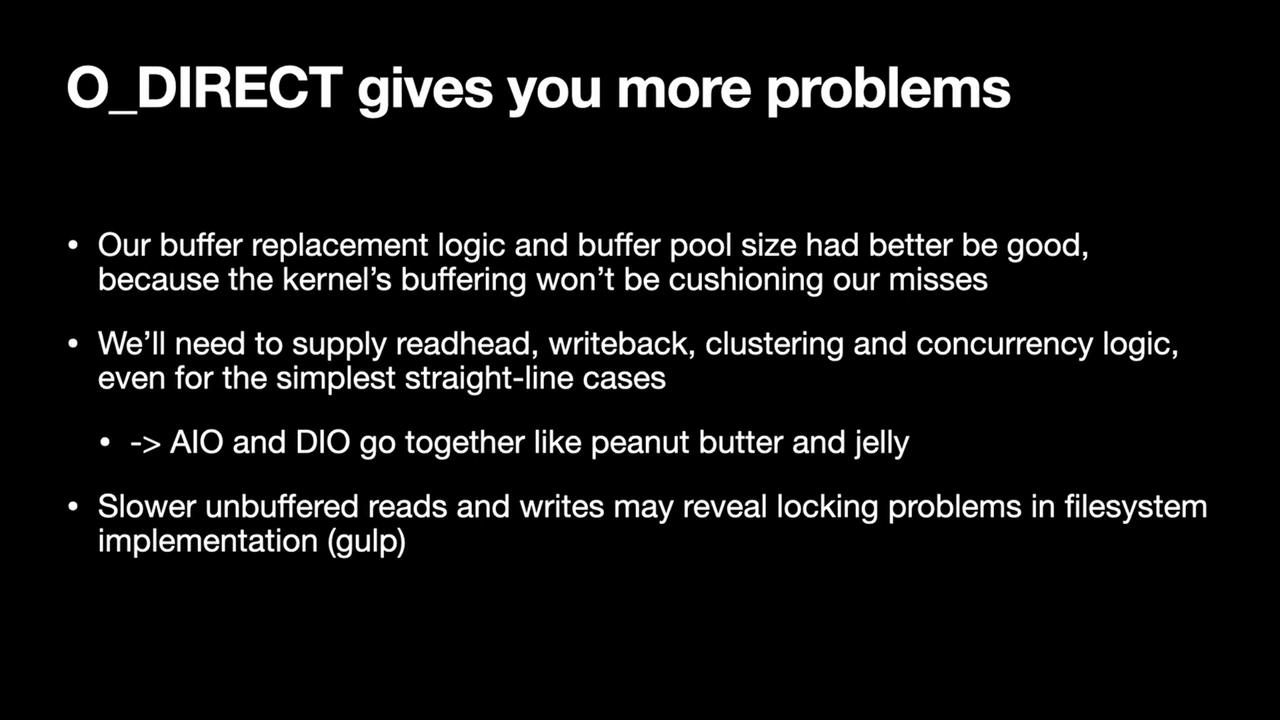 O_DIRECT gives you more problems
• Our buffer replacement logic and buffer pool size had better be good,
because the kernel’s buffering won’t be cushioning our misses
• We’ll need to supply readhead, writeback, clustering and concurrency logic,
even for the simplest straight-line cases
• -> AIO and DIO go together like peanut butter and jelly
• Slower unbuffered reads and writes may reveal locking problems in filesystem
implementation (gulp)